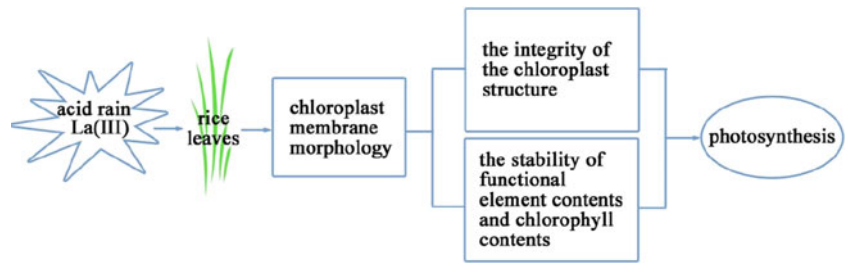 acid rain
La(III)
rice
leaves
chloroplast
membrane
morphology
the integrity of
the chloroplast
structure
the stability of
functional
element contents
and chlorophyll
contents
photosynthesis